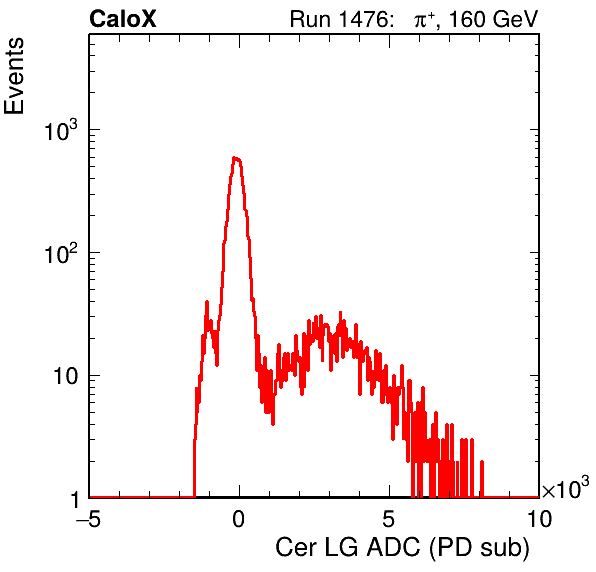 CaloX Run 1476: π⁺, 160 GeV
Events
10³
10²
10
1
−5 0 5 10
×10³
Cer LG ADC (PD sub)